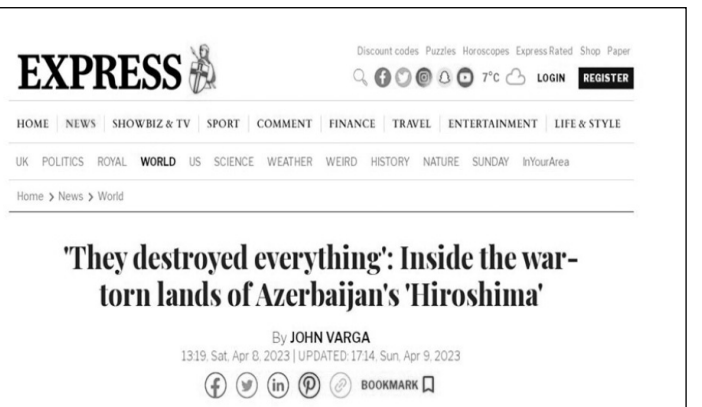 Discount codes Puzzles Horoscopes Express Rated Shop Paper
EXPRESS
7°C LOGIN REGISTER
HOME NEWS SHOWBIZ & TV SPORT COMMENT FINANCE TRAVEL ENTERTAINMENT LIFE & STYLE
UK POLITICS ROYAL WORLD US SCIENCE WEATHER WEIRD HISTORY NATURE SUNDAY InYourArea
Home > News > World
'They destroyed everything': Inside the war-
torn lands of Azerbaijan's 'Hiroshima'
By JOHN VARGA
13:19, Sat, Apr 8, 2023 | UPDATED: 17:14, Sun, Apr 9, 2023
BOOKMARK